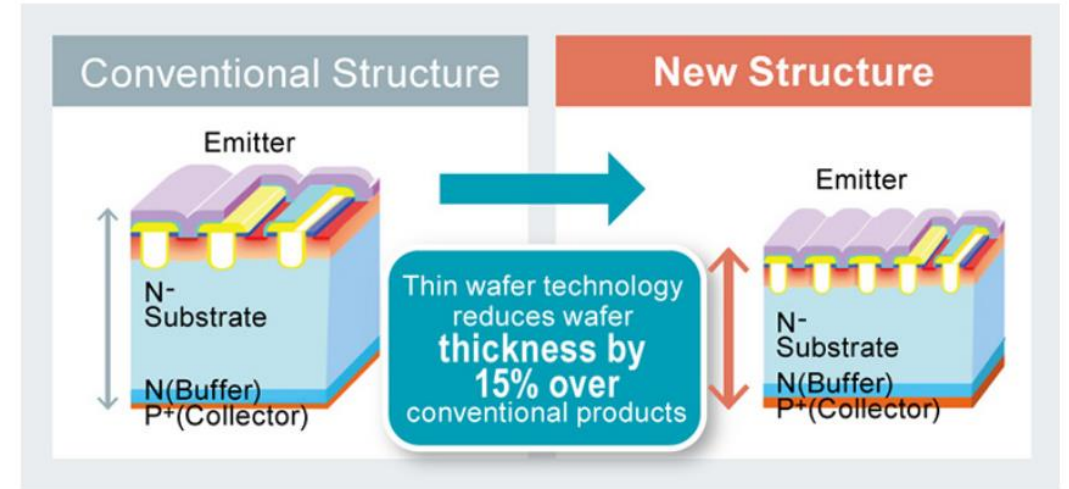 Conventional Structure
Emitter
N-
Substrate
N(Buffer)
P+(Collector)
Thin wafer technology
reduces wafer
thickness by
15% over
conventional products
New Structure
Emitter
N-
Substrate
N(Buffer)
P+(Collector)